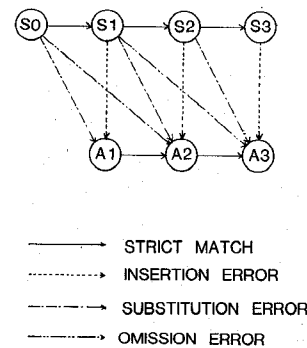 S0 S1 S2 S3
A1 A2 A3
STRICT MATCH
INSERTION ERROR
SUBSTITUTION ERROR
OMISSION ERROR